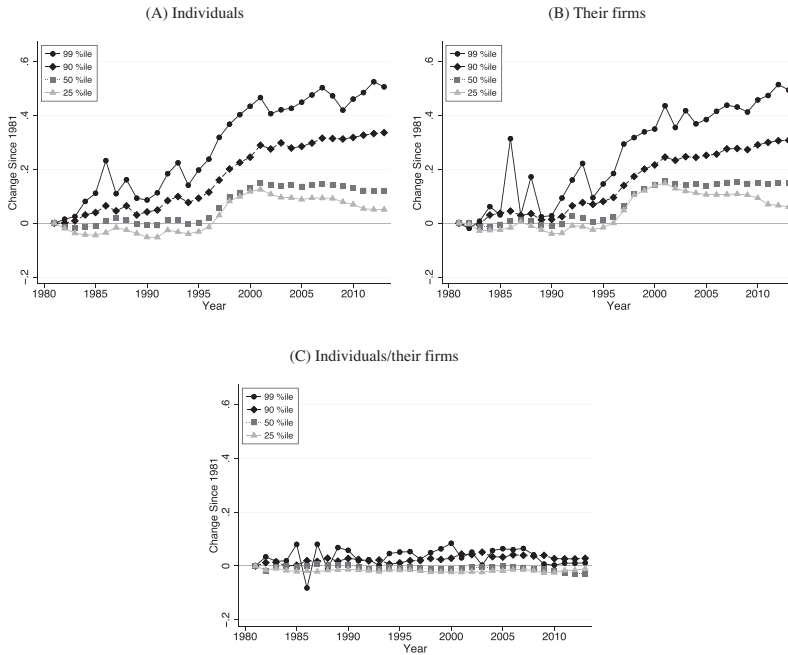 (A) Individuals
(B) Their firms
99 %ile
90 %ile
50 %ile
25 %ile
Change Since 1981
.6
.4
.2
0
-.2
1980 1985 1990 1995 2000 2005 2010
Year
99 %ile
90 %ile
50 %ile
25 %ile
Change Since 1981
.6
.4
.2
0
-.2
1980 1985 1990 1995 2000 2005 2010
Year
(C) Individuals/their firms
99 %ile
90 %ile
50 %ile
25 %ile
Change Since 1981
.6
.4
.2
0
-.2
1980 1985 1990 1995 2000 2005 2010
Year